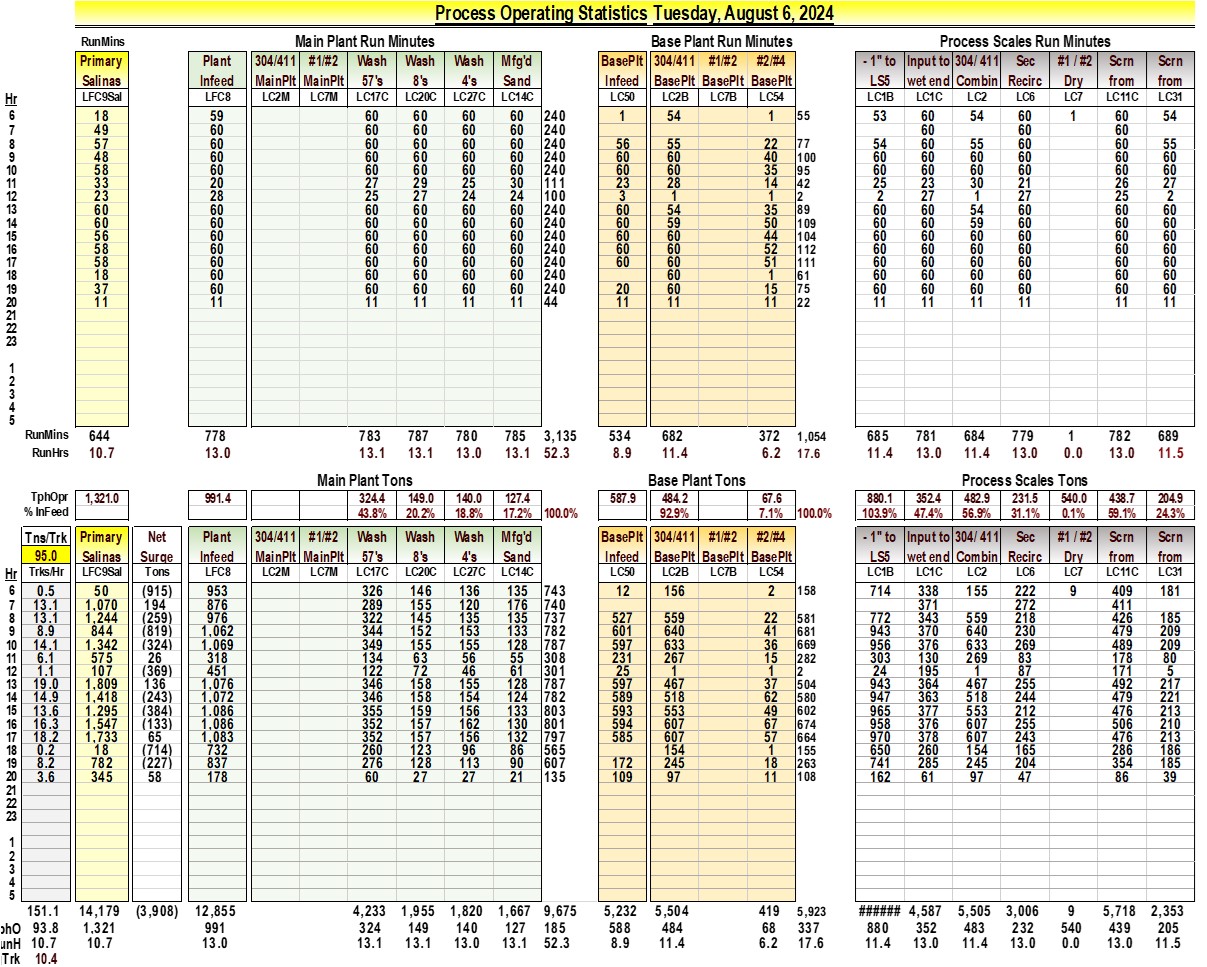 Process Operating Statistics Tuesday, August 6, 2024
RunMins Main Plant Run Minutes Base Plant Run Minutes Process Scales Run Minutes
Primary Plant 304/411 #1/#2 Wash Wash Wash Mfg'd BasePlt 304/411 #1/#2 #2/#4 - 1" to Input to 304/ 411 Sec #1 / #2 Scrn Scrn
Salinas Infeed MainPlt MainPlt 57's 8's 4's Sand Infeed BasePlt BasePlt BasePlt LS5 wet end Combin Recirc Dry from from
Hr LFC9Sal LFC8 LC2M LC7M LC17C LC20C LC27C LC14C LC50 LC2B LC7B LC54 LC1B LC1C LC2 LC6 LC7 LC11C LC31
6 18 59 60 60 60 60 240 1 54 1 55 53 60 54 60 1 60 54
7 49 60 60 60 60 60 240 60 60 60
8 57 60 60 60 60 60 240 56 55 22 77 54 60 55 60 60 55
9 48 60 60 60 60 60 240 60 60 40 100 60 60 60 60 60 60
10 58 60 60 60 60 60 240 60 60 35 95 60 60 60 60 60 60
11 33 20 27 29 25 30 111 23 28 14 42 25 23 30 21 26 27
12 23 28 25 27 24 24 100 3 1 1 2 2 27 1 27 25 2
13 60 60 60 60 60 60 240 60 54 35 89 60 60 54 60 60 60
14 60 60 60 60 60 60 240 60 59 50 109 60 60 59 60 60 60
15 56 60 60 60 60 60 240 60 60 44 104 60 60 60 60 60 60
16 58 60 60 60 60 60 240 60 60 52 112 60 60 60 60 60 60
17 58 60 60 60 60 60 240 60 60 51 111 60 60 60 60 60 60
18 18 60 60 60 60 60 240 60 1 61 60 60 60 60 60 60
19 37 60 60 60 60 60 240 20 60 15 75 60 60 60 60 60 60
20 11 11 11 11 11 11 44 11 11 11 22 11 11 11 11 11 11
21
22
23
1
2
3
4
5
RunMins 644 778 783 787 780 785 3,135 534 682 372 1,054 685 781 684 779 1 782 689
RunHrs 10.7 13.0 13.1 13.1 13.0 13.1 52.3 8.9 11.4 6.2 17.6 11.4 13.0 11.4 13.0 0.0 13.0 11.5
Main Plant Tons Base Plant Tons Process Scales Tons
TphOpr 1,321.0 991.4 324.4 149.0 140.0 127.4 587.9 484.2 67.6 880.1 352.4 482.9 231.5 540.0 438.7 204.9
% InFeed 43.8% 20.2% 18.8% 17.2% 100.0% 92.9% 7.1% 100.0% 103.9% 47.4% 56.9% 31.1% 0.1% 59.1% 24.3%
Tns/Trk Primary Net Plant 304/411 #1/#2 Wash Wash Wash Mfg'd BasePlt 304/411 #1/#2 #2/#4 - 1" to Input to 304/ 411 Sec #1 / #2 Scrn Scrn
95.0 Salinas Surge Infeed MainPlt MainPlt 57's 8's 4's Sand Infeed BasePlt BasePlt BasePlt LS5 wet end Combin Recirc Dry from from
Hr Trks/Hr LFC9Sal Tons LFC8 LC2M LC7M LC17C LC20C LC27C LC14C LC50 LC2B LC7B LC54 LC1B LC1C LC2 LC6 LC7 LC11C LC31
6 0.5 50 (915) 953 326 146 136 135 743 12 156 2 158 714 338 155 222 9 409 181
7 13.1 1,070 194 876 289 155 120 176 740 371 272 411
8 13.1 1,244 (259) 976 322 145 135 135 737 527 559 22 581 772 343 559 218 426 185
9 8.9 844 (819) 1,062 344 152 153 133 782 601 640 41 681 943 370 640 230 479 209
10 14.1 1,342 (324) 1,069 349 155 155 128 787 597 633 36 669 956 376 633 269 489 209
11 6.1 575 26 318 134 63 56 55 308 231 267 15 282 303 130 269 83 178 80
12 1.1 107 (369) 451 122 72 46 61 301 25 1 1 2 24 195 1 87 171 5
13 19.0 1,809 136 1,076 346 158 155 128 787 597 467 37 504 943 364 467 255 492 217
14 14.9 1,418 (243) 1,072 346 158 154 124 782 589 518 62 580 947 363 518 244 479 221
15 13.6 1,295 (384) 1,086 355 159 156 133 803 593 553 49 602 965 377 553 212 476 213
16 16.3 1,547 (133) 1,086 352 157 162 130 801 594 607 67 674 958 376 607 255 506 210
17 18.2 1,733 65 1,083 352 157 156 132 797 585 607 57 664 970 378 607 243 476 213
18 0.2 18 (714) 732 260 123 96 86 565 154 1 155 650 260 154 165 286 186
19 8.2 782 (227) 837 276 128 113 90 607 172 245 18 263 741 285 245 204 354 185
20 3.6 345 58 178 60 27 27 21 135 109 97 11 108 162 61 97 47 86 39
21
22
23
1
2
3
4
5
151.1 14,179 (3,908) 12,855 4,233 1,955 1,820 1,667 9,675 5,232 5,504 419 5,923 ###### 4,587 5,505 3,006 9 5,718 2,353
phO 93.8 1,321 991 324 149 140 127 185 588 484 68 337 880 352 483 232 540 439 205
unH 10.7 10.7 13.0 13.1 13.1 13.0 13.1 52.3 8.9 11.4 6.2 17.6 11.4 13.0 11.4 13.0 0.0 13.0 11.5
Trk 10.4